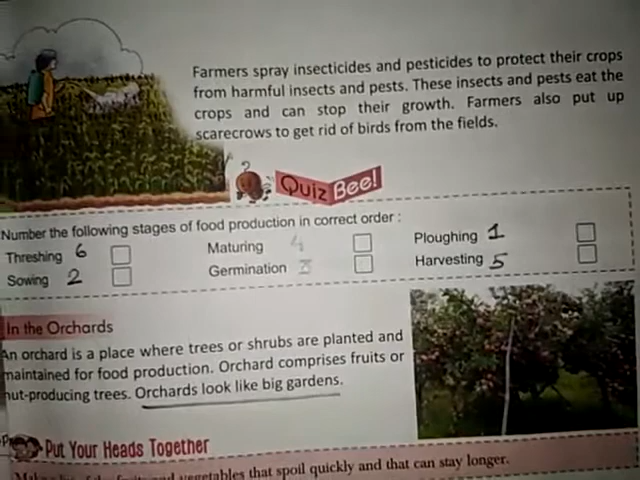 Farmers spray insecticides and pesticides to protect their crops
from harmful insects and pests. These insects and pests eat the
crops and can stop their growth. Farmers also put up
scarecrows to get rid of birds from the fields.
Quiz Bee!
Number the following stages of food production in correct order :
Threshing 6 Maturing 4 Ploughing 1
Sowing 2 Germination 3 Harvesting 5
In the Orchards
An orchard is a place where trees or shrubs are planted and
maintained for food production. Orchard comprises fruits or
nut-producing trees. Orchards look like big gardens.
Put Your Heads Together
vegetables that spoil quickly and that can stay longer.